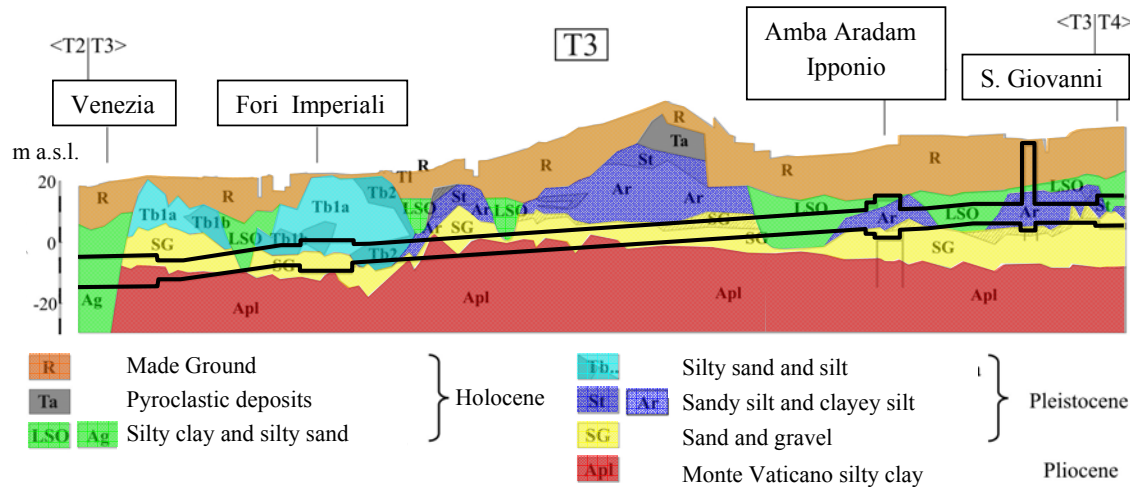 <T2 T3>
T3
<T3 T4>
Venezia
Fori Imperiali
Amba Aradam
Ipponio
S. Giovanni
m a.s.l.
20
0
-20
R
Ta
R
R
TI
R
St
R
R
Tb2
Ar
LSO
St
LSO
R
Tb1a
Tb1b
Tb1a
LSO
Ar
LSO
Ar
LSO
Ar
St
SG
LSO
Tb1b
Tb2
Ar
SG
SG
SG
SG
Ag
Apl
Apl
Apl
Apl
R Made Ground
Ta Pyroclastic deposits
LSO Ag Silty clay and silty sand
Holocene
Tb.. Silty sand and silt
St Ar Sandy silt and clayey silt
SG Sand and gravel
Pleistocene
Apl Monte Vaticano silty clay
Pliocene